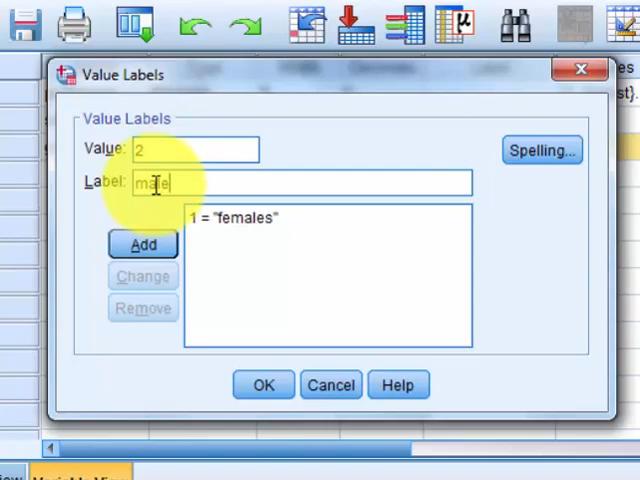 Value Labels
Value Labels
Value: 2
Spelling...
Label: male
1 = "females"
Add
Change
Remove
OK
Cancel
Help